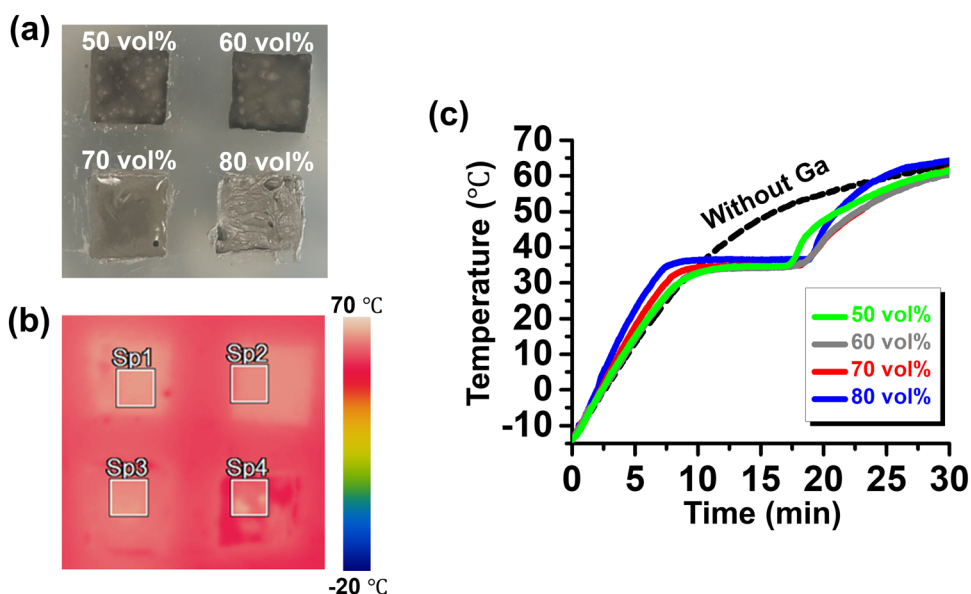 (a)
50 vol%
60 vol%
70 vol%
80 vol%
(b)
70 ℃
Sp1
Sp2
Sp3
Sp4
-20 ℃
(c)
Temperature (℃)
70
60
50
40
30
20
10
0
-10
Without Ga
50 vol%
60 vol%
70 vol%
80 vol%
0 5 10 15 20 25 30
Time (min)